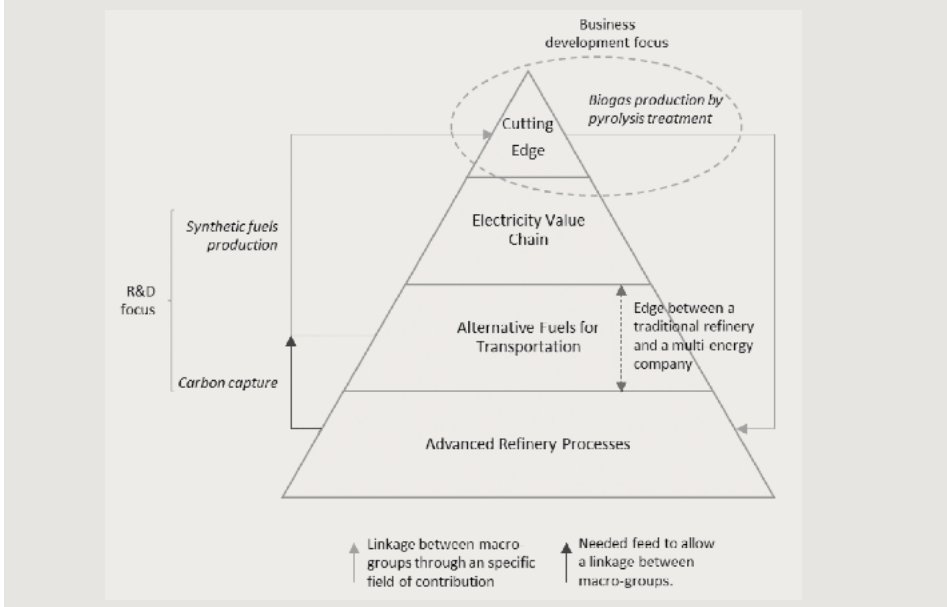 Business
development focus
Biogas production by
pyrolysis treatment
Cutting
Edge
Electricity Value
Chain
Synthetic fuels
production
R&D
focus
Alternative Fuels for
Transportation
Edge between a
traditional refinery
and a multi energy
company
Carbon capture
Advanced Refinery Processes
Linkage between macro
groups through an specific
field of contribution
Needed feed to allow
a linkage between
macro-groups.